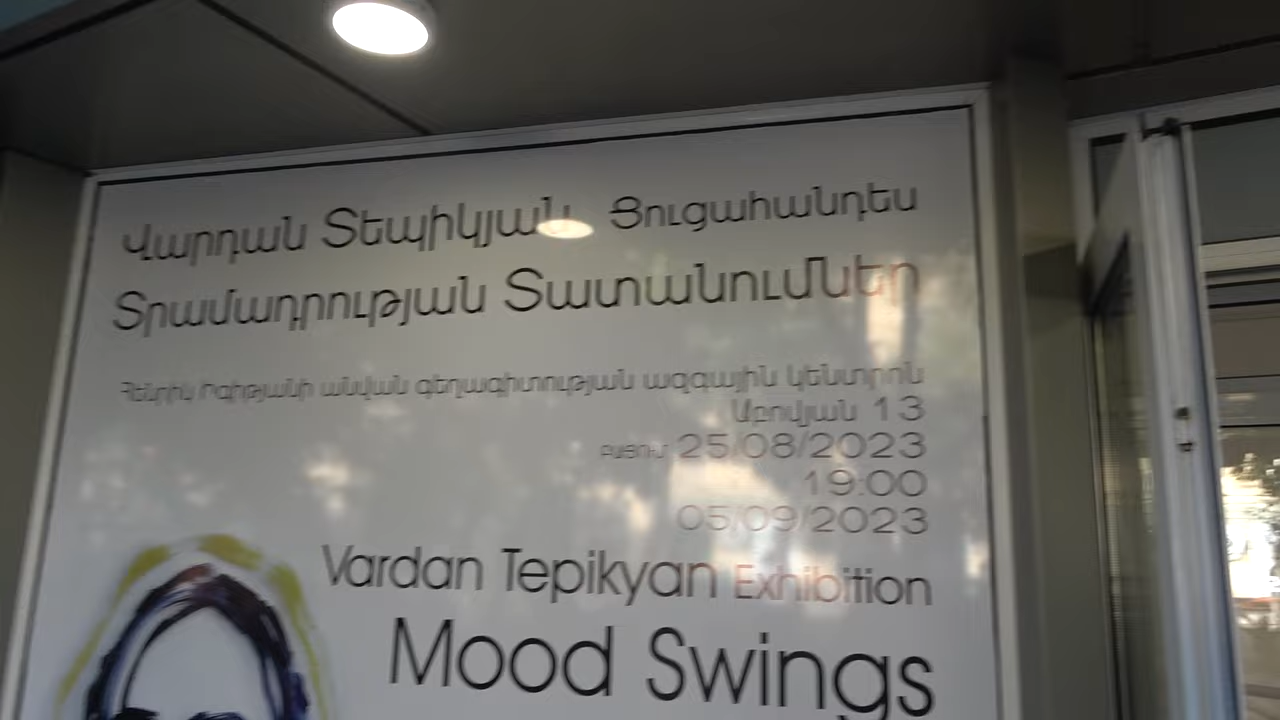 Վարդան Տեպիկյան Ցուցահանդես
Տրամադրության Տատանումներ
Հենրիկ Իգիթյանի անվան գեղագիտության ազգային կենտրոն
Աբովյան 13
ԲԱՑՈՒՄ 25/08/2023
19:00
05/09/2023
Vardan Tepikyan Exhibition
Mood Swings